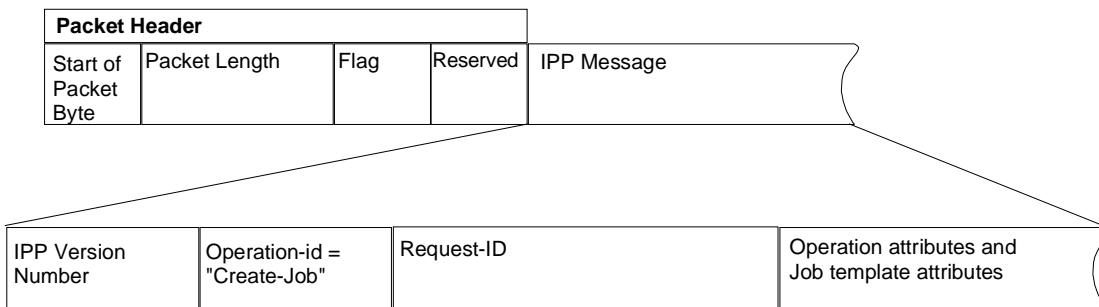 Packet Header
Start of
Packet
Byte
Packet Length
Flag
Reserved
IPP Message
IPP Version
Number
Operation-id =
"Create-Job"
Request-ID
Operation attributes and
Job template attributes